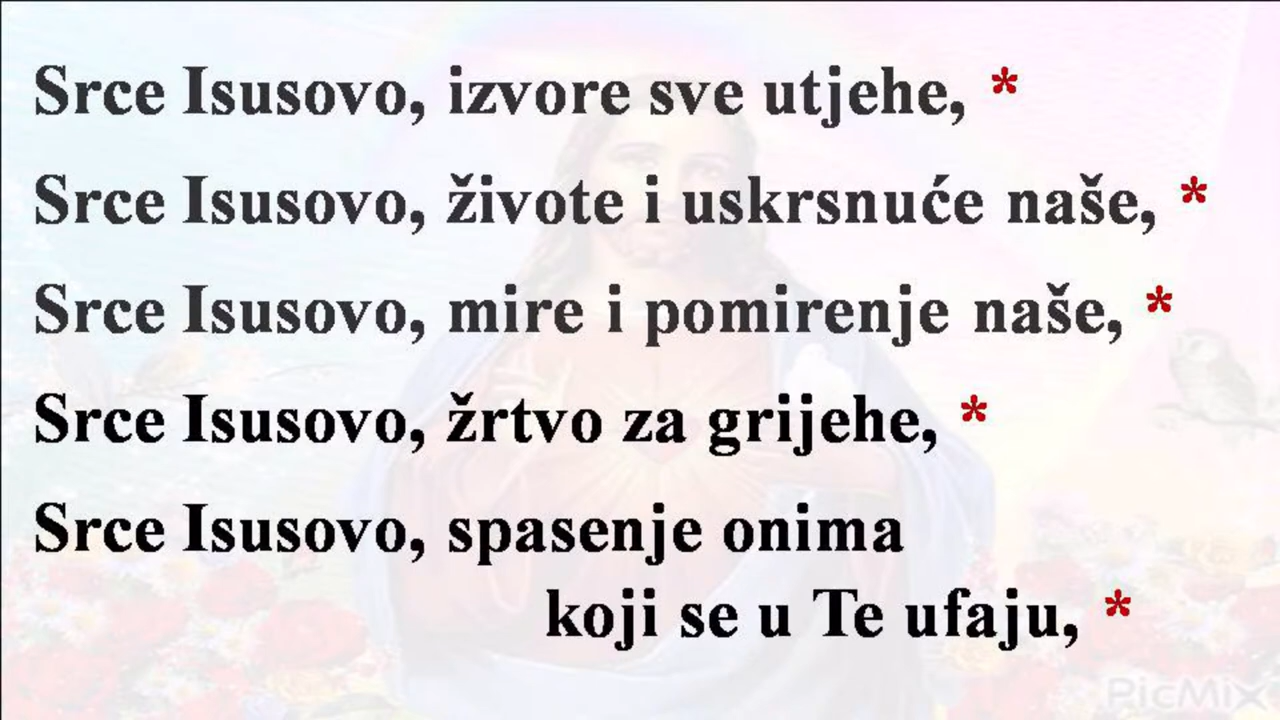 Srce Isusovo, izvore sve utjehe, *
Srce Isusovo, živote i uskrsnuće naše, *
Srce Isusovo, mire i pomirenje naše, *
Srce Isusovo, žrtvo za grijehe, *
Srce Isusovo, spasenje onima
koji se u Te ufaju, *
PicMix